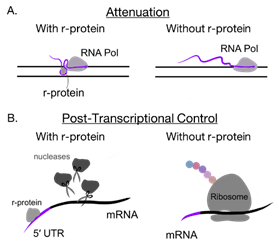 A. Attenuation
With r-protein Without r-protein
RNA Pol RNA Pol
r-protein
B. Post-Transcriptional Control
With r-protein Without r-protein
nucleases
r-protein Ribosome
mRNA
5′ UTR mRNA